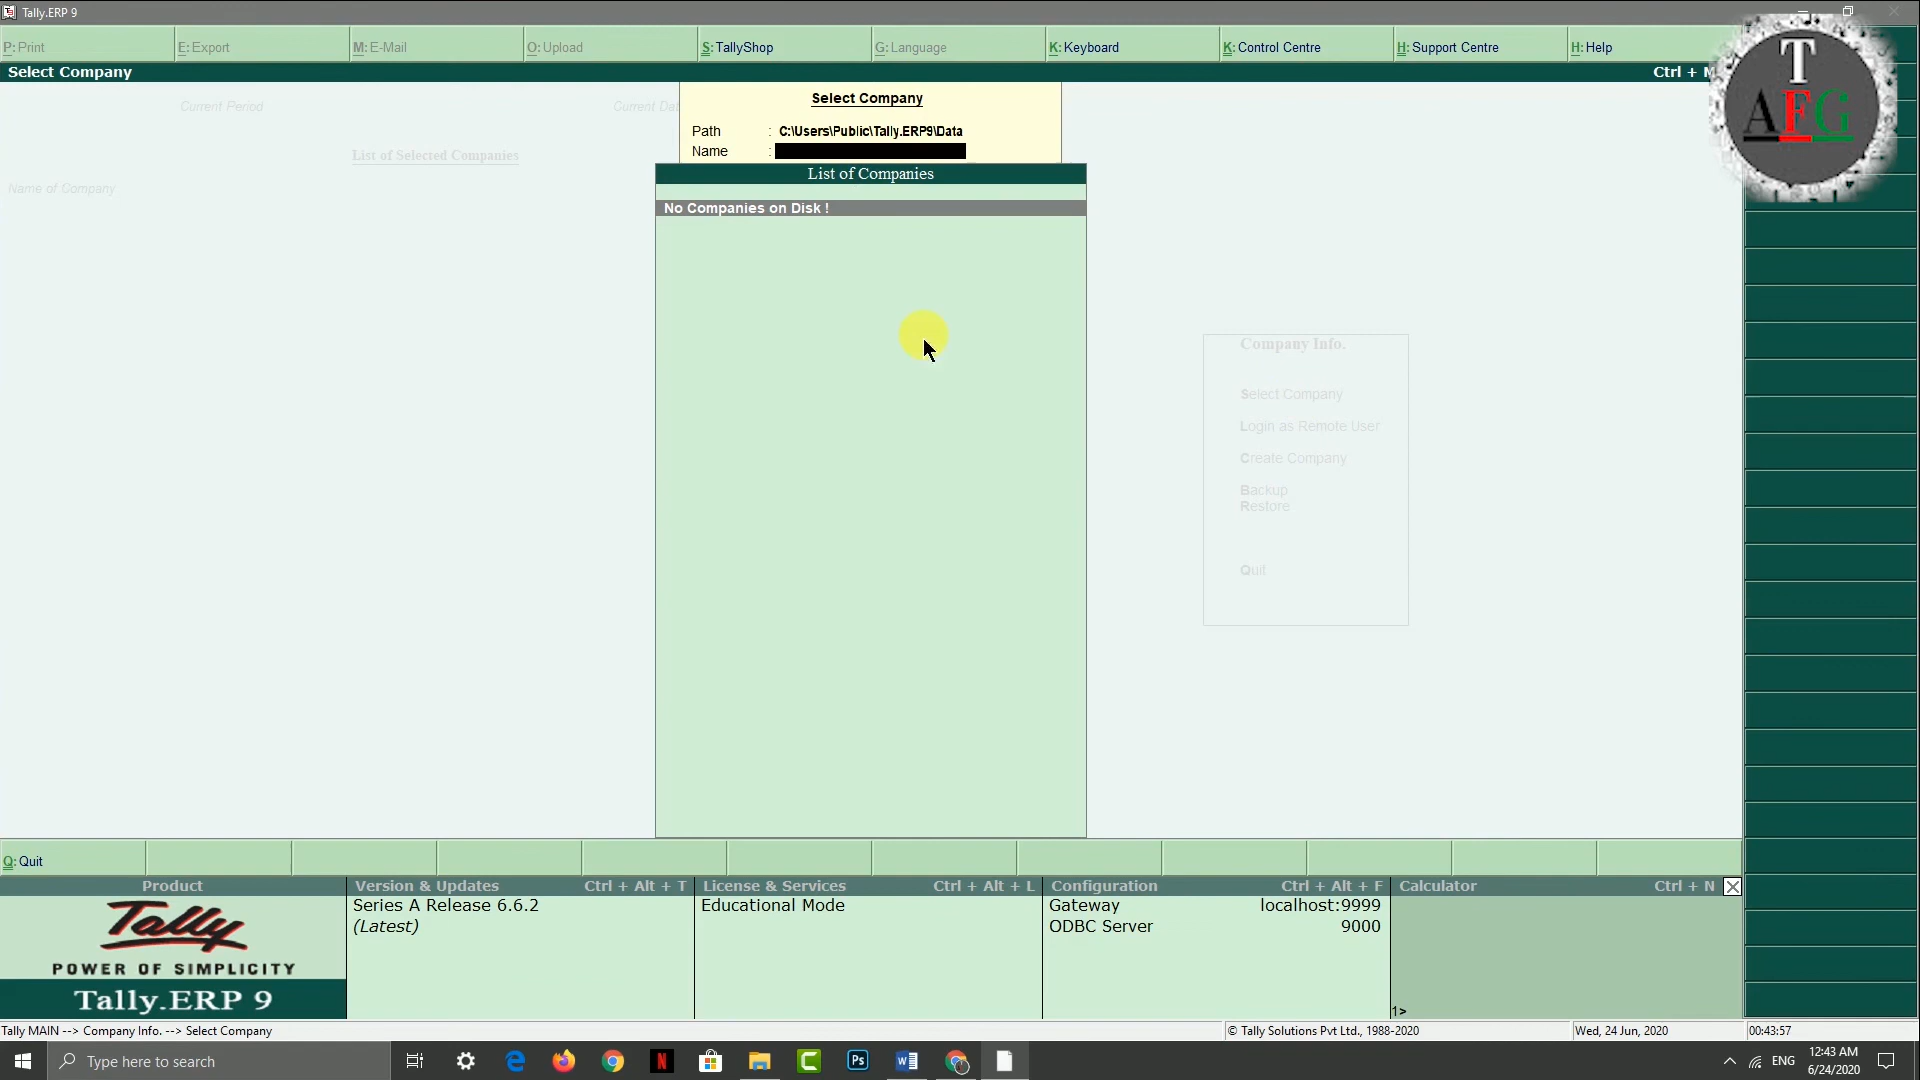 Tally.ERP 9
P: Print
E: Export
M: E-Mail
O: Upload
S: TallyShop
G: Language
K: Keyboard
K: Control Centre
H: Support Centre
H: Help
Select Company
Ctrl + M
Current Period
Current Dat
List of Selected Companies
Name of Company
Select Company
Path : C:\Users\Public\Tally.ERP9\Data
Name :
List of Companies
No Companies on Disk !
T
AFG
Company Info.
Select Company
Login as Remote User
Create Company
Backup
Restore
Quit
Q: Quit
Product
Tally
POWER OF SIMPLICITY
Tally.ERP 9
Version & Updates Ctrl + Alt + T
Series A Release 6.6.2
(Latest)
License & Services Ctrl + Alt + L
Educational Mode
Configuration Ctrl + Alt + F
Gateway localhost:9999
ODBC Server 9000
Calculator Ctrl + N
1>
Tally MAIN --> Company Info. --> Select Company
© Tally Solutions Pvt Ltd., 1988-2020
Wed, 24 Jun, 2020
00:43:57
Type here to search
ENG
12:43 AM
6/24/2020